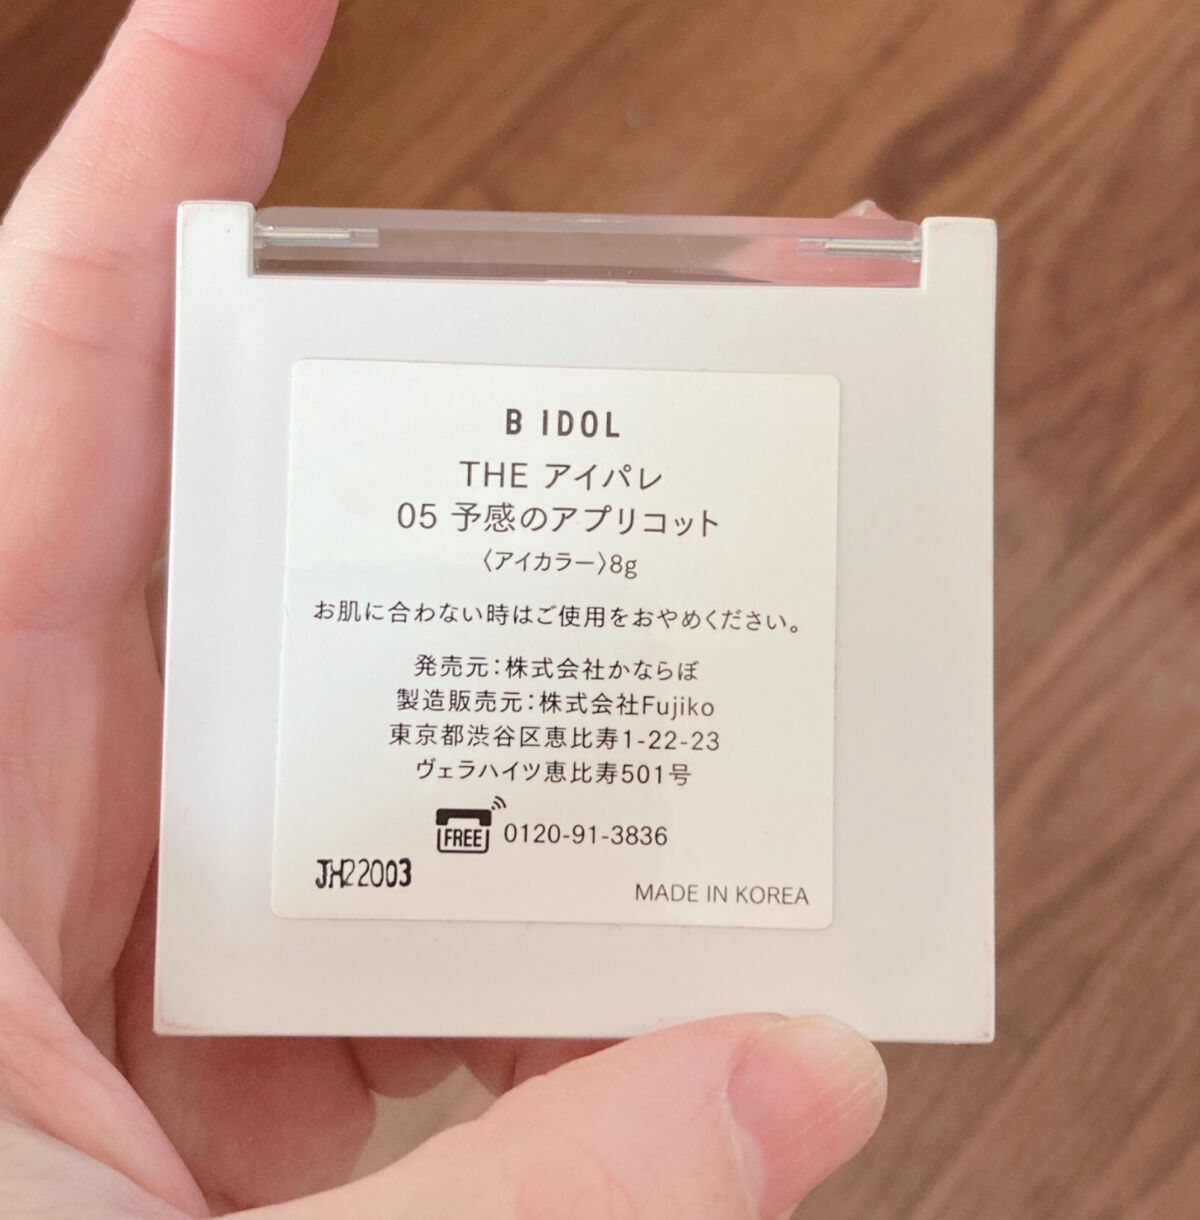 B IDOL
THE アイパレ
05 予感のアプリコット
〈アイカラー〉8g
お肌に合わない時はご使用をおやめください。
発売元:株式会社かならぼ
製造販売元:株式会社Fujiko
東京都渋谷区恵比寿1-22-23
ヴェラハイツ恵比寿501号
FREE 0120-91-3836
JH22003
MADE IN KOREA